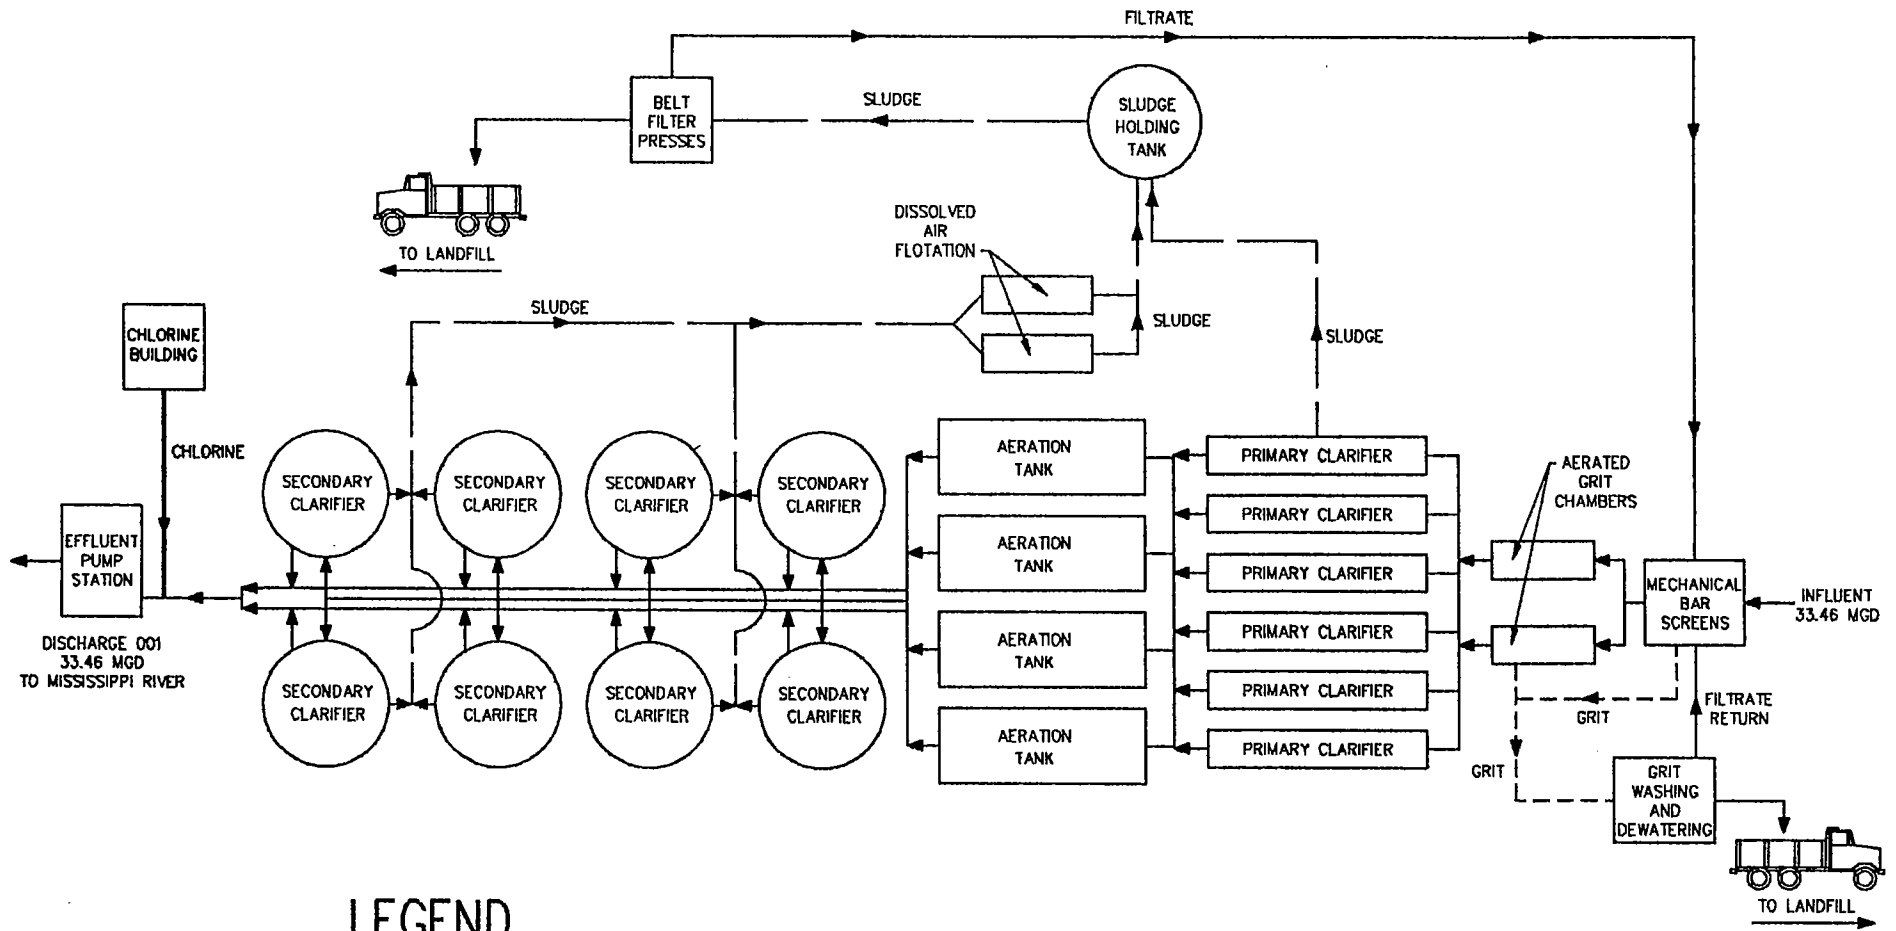 FILTRATE
BELT
FILTER
PRESSES
SLUDGE
SLUDGE
HOLDING
TANK
TO LANDFILL
DISSOLVED
AIR
FLOTATION
SLUDGE
SLUDGE
SLUDGE
CHLORINE
BUILDING
CHLORINE
EFFLUENT
PUMP
STATION
DISCHARGE 001
33.46 MGD
TO MISSISSIPPI RIVER
SECONDARY
CLARIFIER
SECONDARY
CLARIFIER
SECONDARY
CLARIFIER
SECONDARY
CLARIFIER
SECONDARY
CLARIFIER
SECONDARY
CLARIFIER
SECONDARY
CLARIFIER
SECONDARY
CLARIFIER
AERATION
TANK
AERATION
TANK
AERATION
TANK
AERATION
TANK
PRIMARY CLARIFIER
PRIMARY CLARIFIER
PRIMARY CLARIFIER
PRIMARY CLARIFIER
PRIMARY CLARIFIER
PRIMARY CLARIFIER
AERATED
GRIT
CHAMBERS
MECHANICAL
BAR
SCREENS
INFLUENT
33.46 MGD
GRIT
FILTRATE
RETURN
GRIT
GRIT
WASHING
AND
DEWATERING
TO LANDFILL
LEGEND